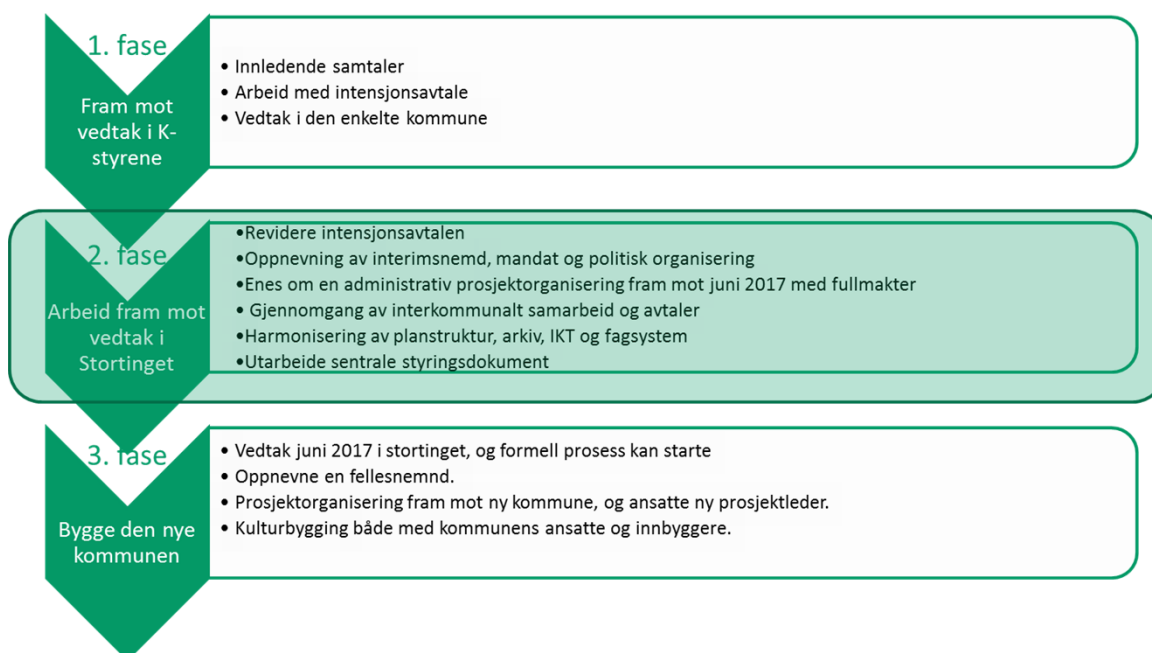 1. fase
Fram mot
vedtak i K-
styrene
• Innledende samtaler
• Arbeid med intensjonsavtale
• Vedtak i den enkelte kommune
2. fase
Arbeid fram mot
vedtak i
Stortinget
•Revidere intensjonsavtalen
•Oppnevning av interimsnemd, mandat og politisk organisering
•Enes om en administrativ prosjektorganisering fram mot juni 2017 med fullmakter
• Gjennomgang av interkommunalt samarbeid og avtaler
•Harmonisering av planstruktur, arkiv, IKT og fagsystem
•Utarbeide sentrale styringsdokument
3. fase
Bygge den nye
kommunen
• Vedtak juni 2017 i stortinget, og formell prosess kan starte
• Oppnevne en fellesnemnd.
• Prosjektorganisering fram mot ny kommune, og ansatte ny prosjektleder.
• Kulturbygging både med kommunens ansatte og innbyggere.